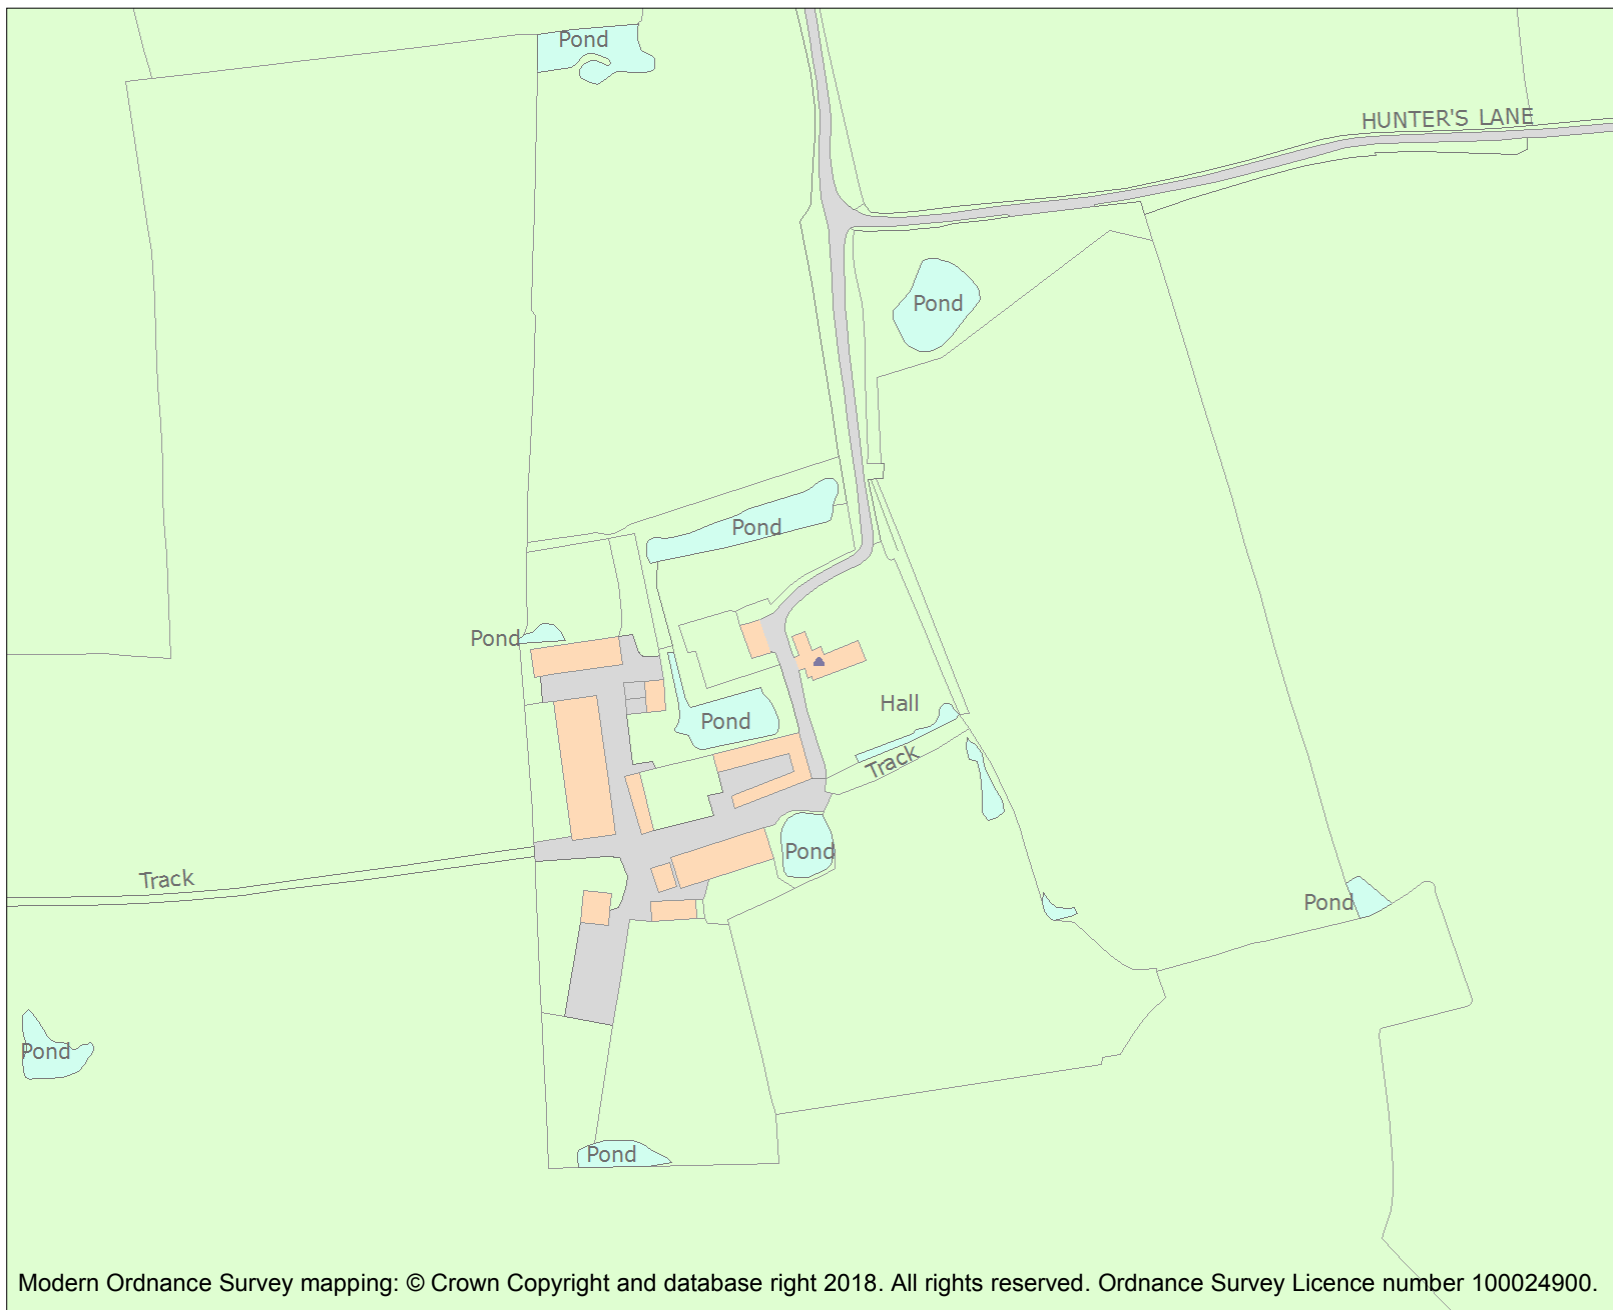 Pond
HUNTER'S LANE
Pond
Pond
Pond
Hall
Pond
Track
Pond
Track
Pond
Pond
Pond
Modern Ordnance Survey mapping: © Crown Copyright and database right 2018. All rights reserved. Ordnance Survey Licence number 100024900.